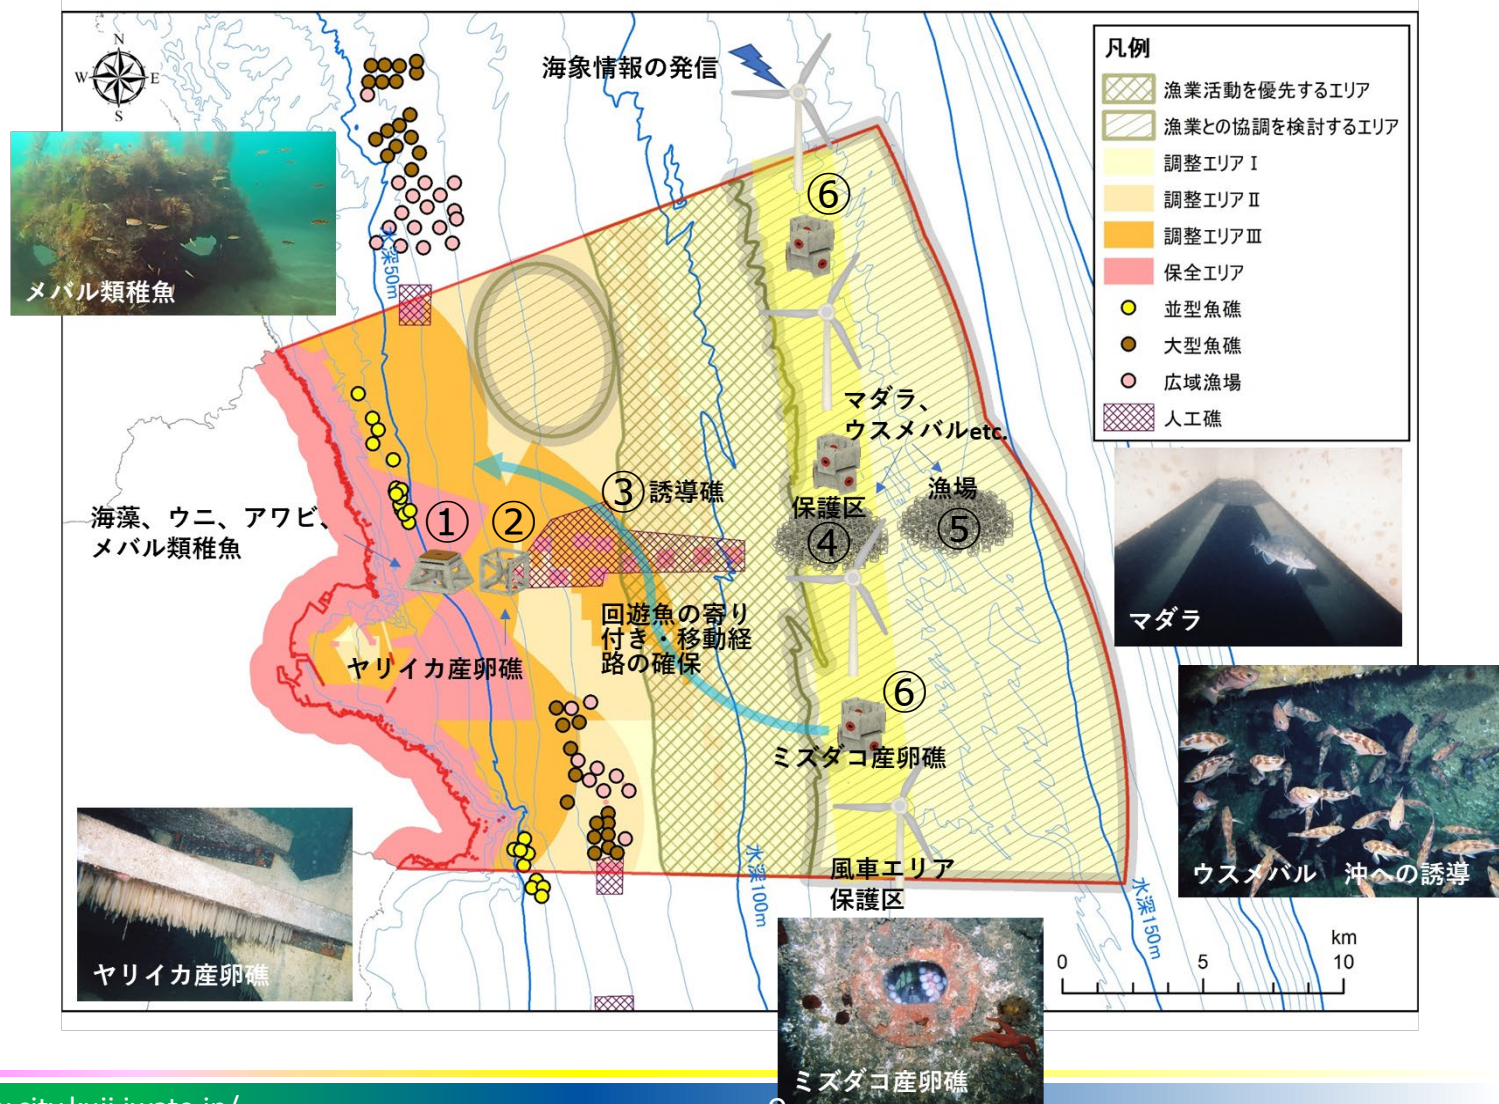 N
W
E
S
海象情報の発信
凡例
漁業活動を優先するエリア
漁業との協調を検討するエリア
調整エリア I
調整エリア II
調整エリア III
保全エリア
並型魚礁
大型魚礁
広域漁場
人工礁
⑥
水深50m
メバル類稚魚
マダラ、
ウスメバルetc.
③ 誘導礁
保護区
④
漁場
⑤
①
②
海藻、ウニ、アワビ、
メバル類稚魚
回遊魚の寄り
付き・移動経
路の確保
マダラ
ヤリイカ産卵礁
⑥
ミズダコ産卵礁
水深100m
風車エリア
保護区
水深150m
ウスメバル 沖への誘導
km
0
5
10
ヤリイカ産卵礁
ミズダコ産卵礁
.city.kuji.iwate.jp/